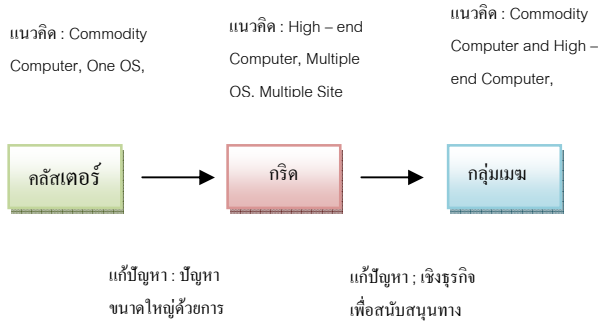 แนวคิด : Commodity
Computer, One OS,
แนวคิด : High – end
Computer, Multiple
OS, Multiple Site
แนวคิด : Commodity
Computer and High –
end Computer,
คลัสเตอร์
กริด
กลุ่มเมฆ
แก้ปัญหา : ปัญหา
ขนาดใหญ่ด้วยการ
แก้ปัญหา ; เชิงธุรกิจ
เพื่อสนับสนุนทาง